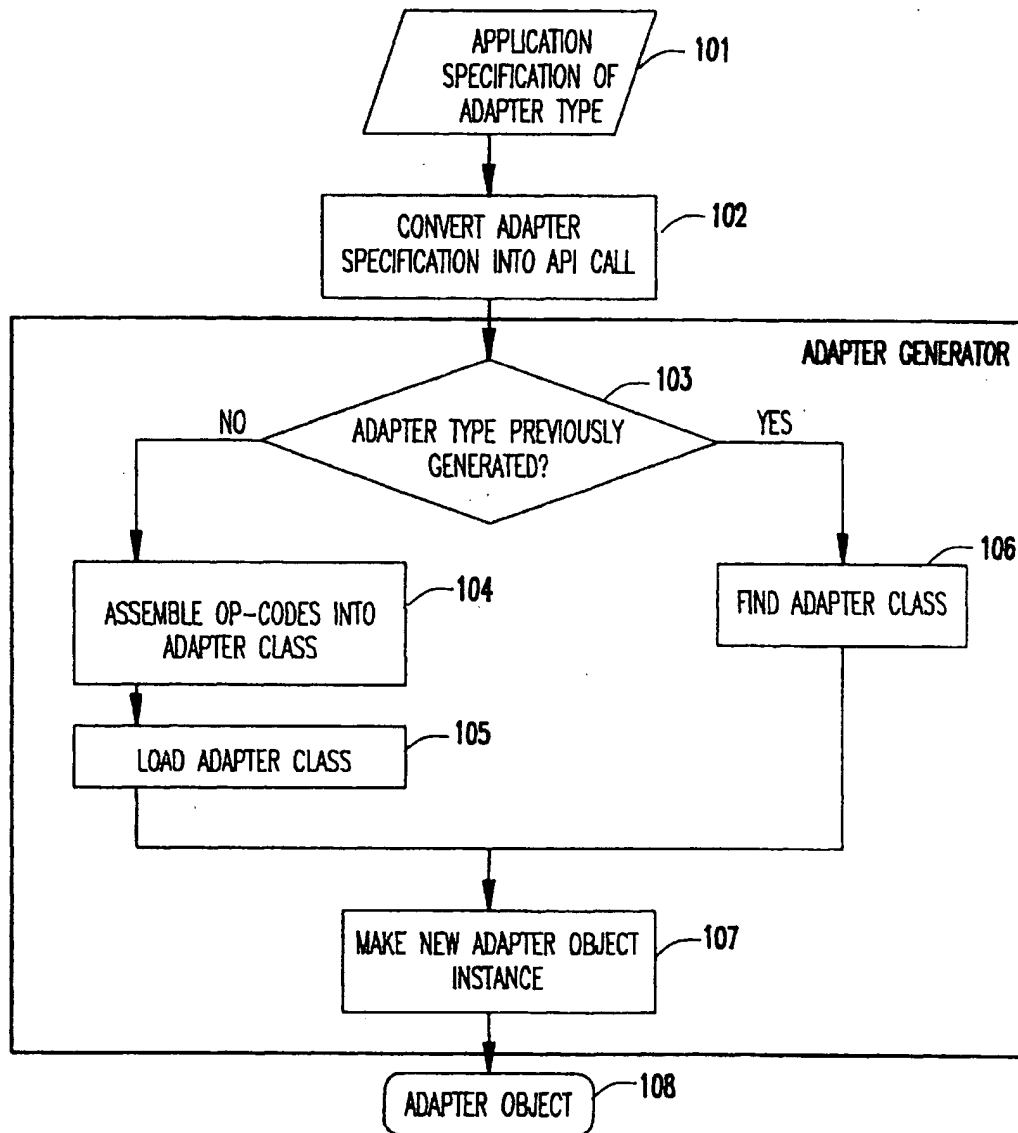 APPLICATION
SPECIFICATION OF
ADAPTER TYPE
101
CONVERT ADAPTER
SPECIFICATION INTO API CALL
102
ADAPTER GENERATOR
103
NO
ADAPTER TYPE PREVIOUSLY
GENERATED?
YES
104
ASSEMBLE OP-CODES INTO
ADAPTER CLASS
106
FIND ADAPTER CLASS
105
LOAD ADAPTER CLASS
MAKE NEW ADAPTER OBJECT
INSTANCE
107
ADAPTER OBJECT
108